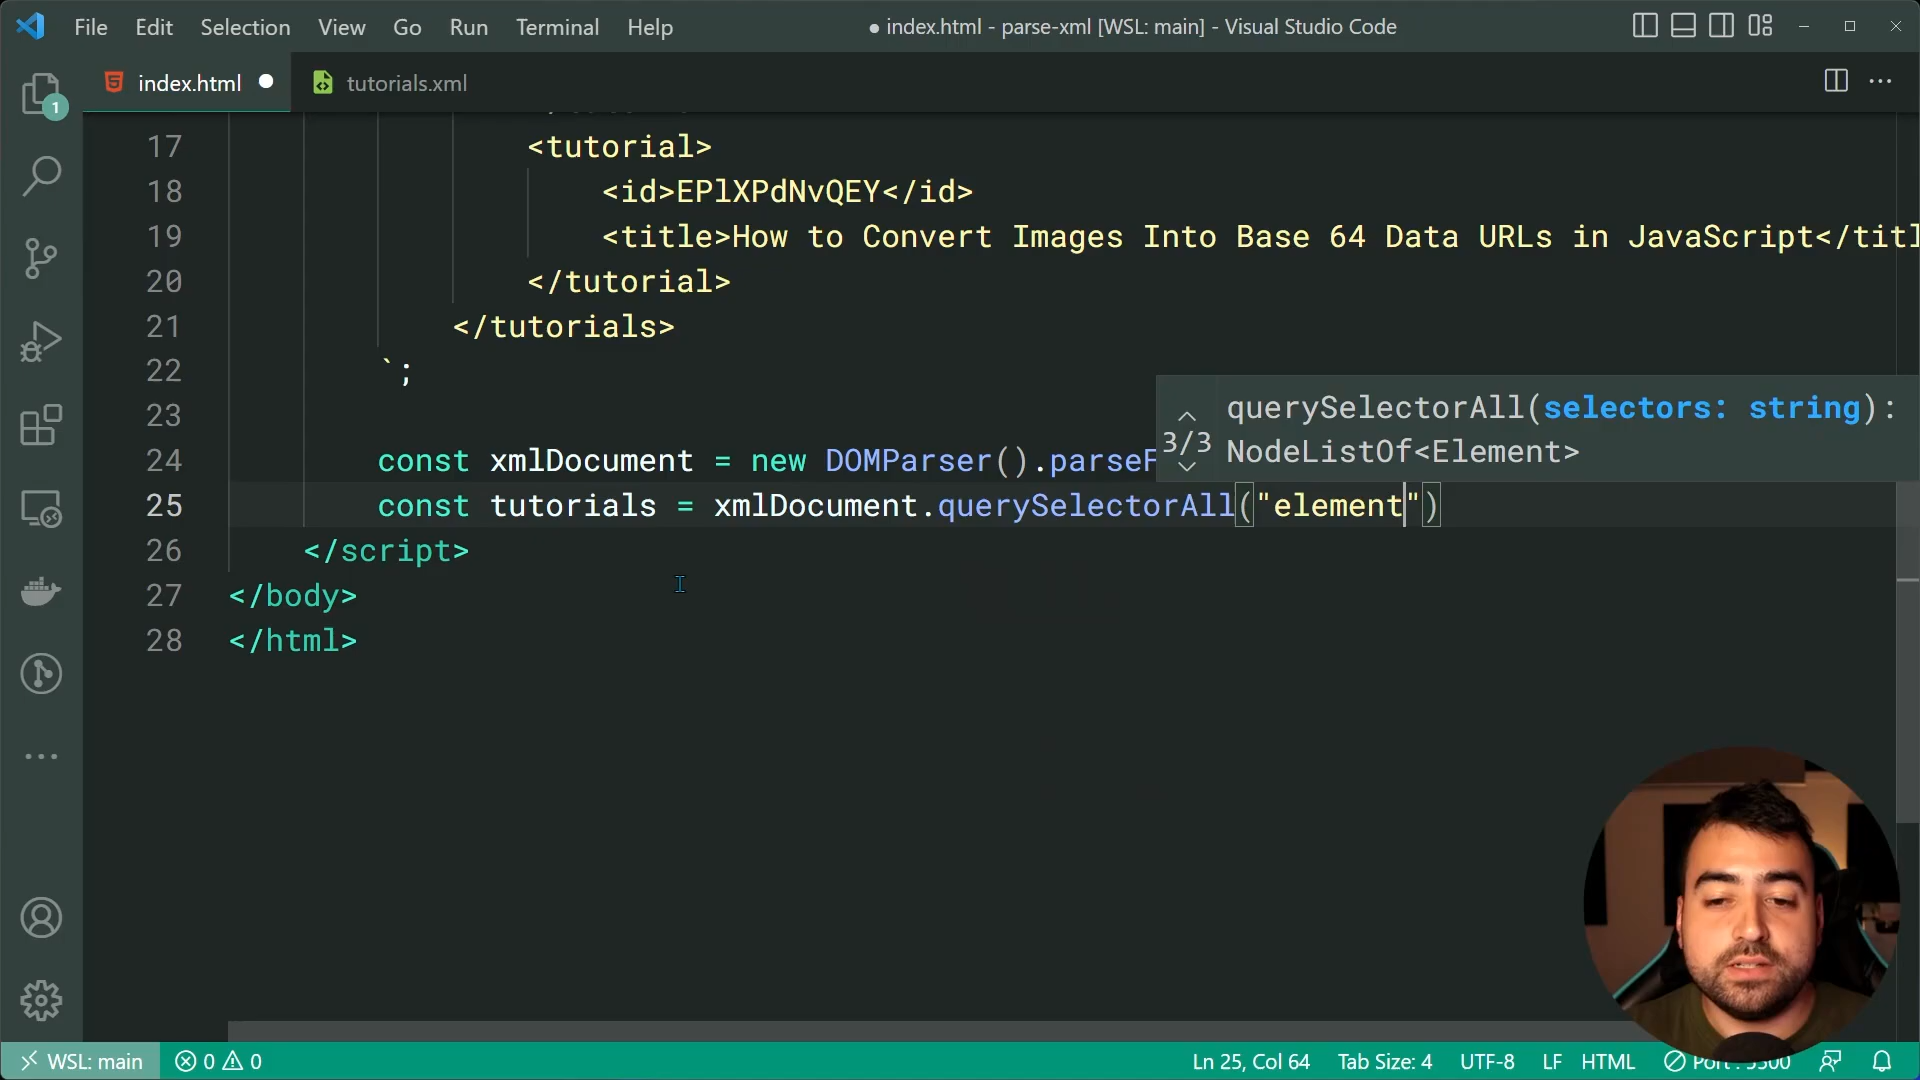 File Edit Selection View Go Run Terminal Help ● index.html - parse-xml [WSL: main] - Visual Studio Code
index.html ● tutorials.xml
1
17 <tutorial>
18 <id>EPlXPdNvQEY</id>
19 <title>How to Convert Images Into Base 64 Data URLs in JavaScript</titl
20 </tutorial>
21 </tutorials>
22 `;
23
querySelectorAll(selectors: string):
3/3 NodeListOf<Element>
24 const xmlDocument = new DOMParser().parseF
25 const tutorials = xmlDocument.querySelectorAll("element")
26 </script>
27 </body>
28 </html>
WSL: main 0 0 Ln 25, Col 64 Tab Size: 4 UTF-8 LF HTML